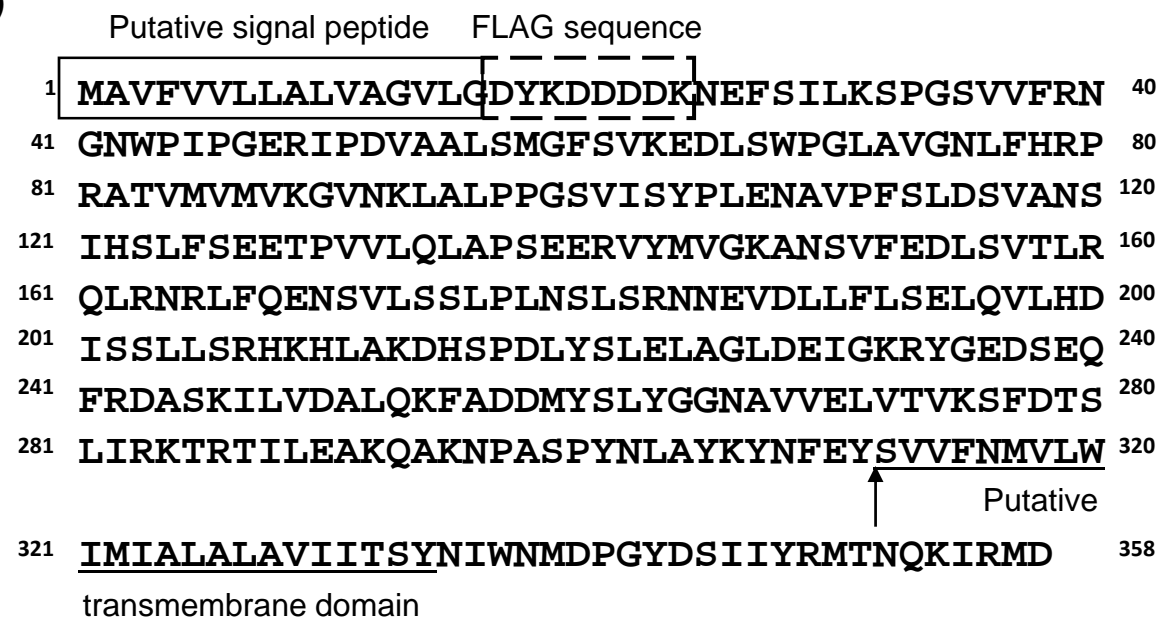 )
Putative signal peptide FLAG sequence
1 MAVFVVLLALVAGVLGDYKDDDDKNEFSILKSPGSVVFRN 40
41 GNWPIPGERIPDVAALSMGFSVKEDLSWPGLAVGNLFHRP 80
81 RATVMVMVKGVNKLALPPGSVISYPLENAVPFSLDSVANS 120
121 IHSLFSEETPVVLQLAPSEERVYMVGKANSVFEDLSVTLR 160
161 QLRNRLFQENSVLSSLPLNSLSRNNEVDLLFLSELQVLHD 200
201 ISSLLSRHKHLAKDHSPDLYSLELAGLDEIGKRYGEDSEQ 240
241 FRDASKILVDALQKFADDMYSLYGGNAVVELVTVKSFDTS 280
281 LIRKTRTILEAKQAKNPASPYNLAYKYNFEYSVVFNMVLW 320
Putative
321 IMIALALAVIITSYNIWNMDPGYDSIIYRMTNQKIRMD 358
transmembrane domain